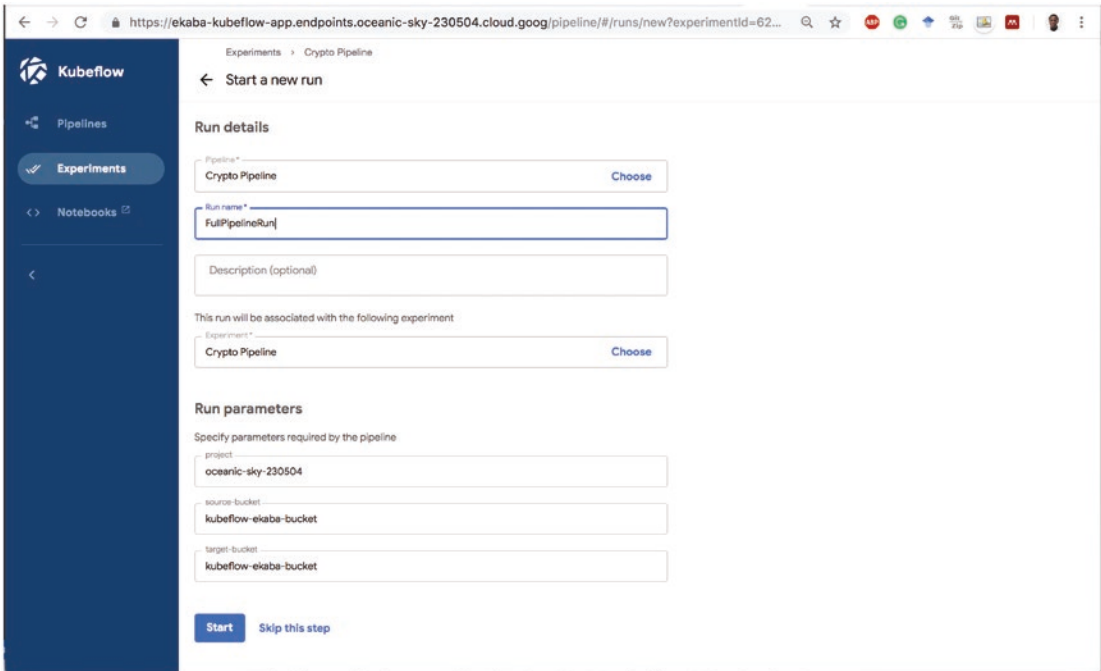 https://ekaba-kubeflow-app.endpoints.oceanic-sky-230504.cloud.goog/pipeline/#/runs/new?experimentId=62...
ABP
Kubeflow
Experiments › Crypto Pipeline
Start a new run
Pipelines
Experiments
Notebooks
Run details
Pipeline*
Crypto Pipeline
Choose
Run name*
FullPipelineRun
Description (optional)
This run will be associated with the following experiment
Experiment*
Crypto Pipeline
Choose
Run parameters
Specify parameters required by the pipeline
project
oceanic-sky-230504
source-bucket
kubeflow-ekaba-bucket
target-bucket
kubeflow-ekaba-bucket
Start
Skip this step